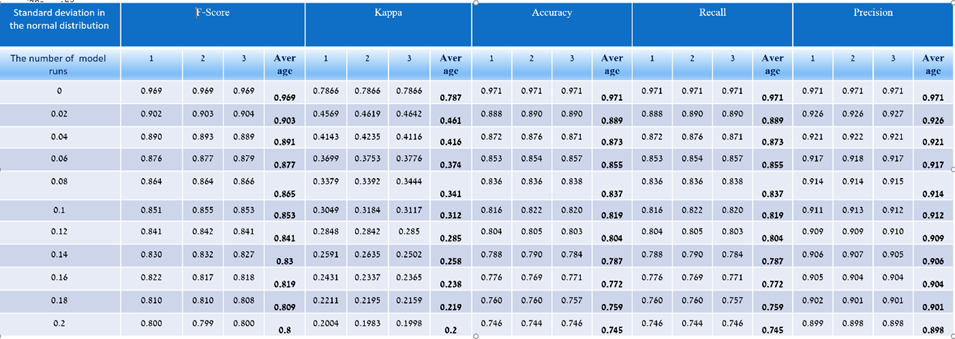 Standard deviation in the normal distribution F-Score Kappa Accuracy Recall Precision
The number of model runs 1 2 3 Average 1 2 3 Average 1 2 3 Average 1 2 3 Average 1 2 3 Average
0 0.969 0.969 0.969 0.969 0.7866 0.7866 0.7866 0.787 0.971 0.971 0.971 0.971 0.971 0.971 0.971 0.971 0.971 0.971 0.971 0.971
0.02 0.902 0.903 0.904 0.903 0.4569 0.4619 0.4642 0.461 0.888 0.890 0.890 0.889 0.888 0.890 0.890 0.889 0.926 0.926 0.927 0.926
0.04 0.890 0.893 0.889 0.891 0.4143 0.4235 0.4116 0.416 0.872 0.876 0.871 0.873 0.872 0.876 0.871 0.873 0.921 0.922 0.921 0.921
0.06 0.876 0.877 0.879 0.877 0.3699 0.3753 0.3776 0.374 0.853 0.854 0.857 0.855 0.853 0.854 0.857 0.855 0.917 0.918 0.917 0.917
0.08 0.864 0.864 0.866 0.865 0.3379 0.3392 0.3444 0.341 0.836 0.836 0.838 0.837 0.836 0.836 0.838 0.837 0.914 0.914 0.915 0.914
0.1 0.851 0.855 0.853 0.853 0.3049 0.3184 0.3117 0.312 0.816 0.822 0.820 0.819 0.816 0.822 0.820 0.819 0.911 0.913 0.912 0.912
0.12 0.841 0.842 0.841 0.841 0.2848 0.2842 0.285 0.285 0.804 0.805 0.803 0.804 0.804 0.805 0.803 0.804 0.909 0.909 0.910 0.909
0.14 0.830 0.832 0.827 0.83 0.2591 0.2635 0.2502 0.258 0.788 0.790 0.784 0.787 0.788 0.790 0.784 0.787 0.906 0.907 0.905 0.906
0.16 0.822 0.817 0.818 0.819 0.2431 0.2337 0.2365 0.238 0.776 0.769 0.771 0.772 0.776 0.769 0.771 0.772 0.905 0.904 0.904 0.904
0.18 0.810 0.810 0.808 0.809 0.2211 0.2195 0.2159 0.219 0.760 0.760 0.757 0.759 0.760 0.760 0.757 0.759 0.902 0.901 0.901 0.901
0.2 0.800 0.799 0.800 0.8 0.2004 0.1983 0.1998 0.2 0.746 0.744 0.746 0.745 0.746 0.744 0.746 0.745 0.899 0.898 0.898 0.898